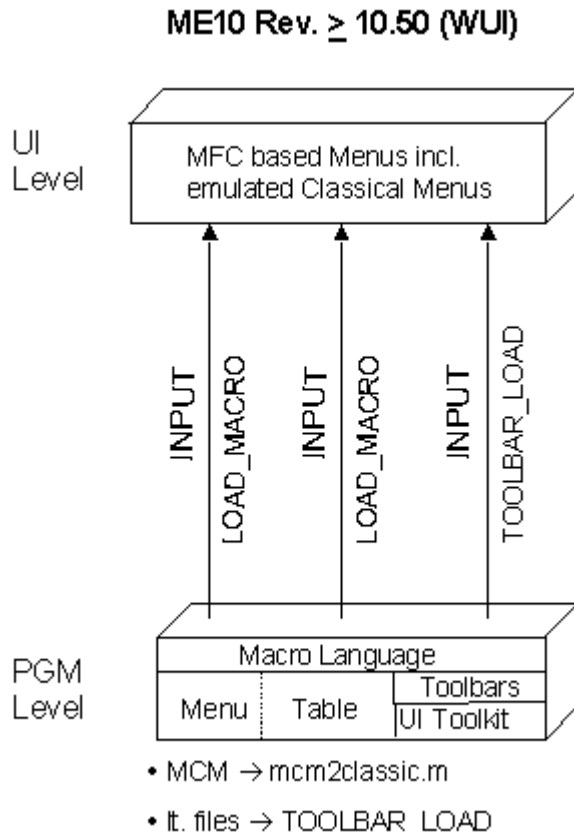 ME10 Rev. ≥ 10.50 (WUI)
UI
Level
MFC based Menus incl.
emulated Classical Menus
INPUT
LOAD_MACRO
INPUT
LOAD_MACRO
INPUT
TOOLBAR_LOAD
PGM
Level
Macro Language
Menu
Table
Toolbars
UI Toolkit
• MCM → mcm2classic.m
• lt. files → TOOLBAR_LOAD